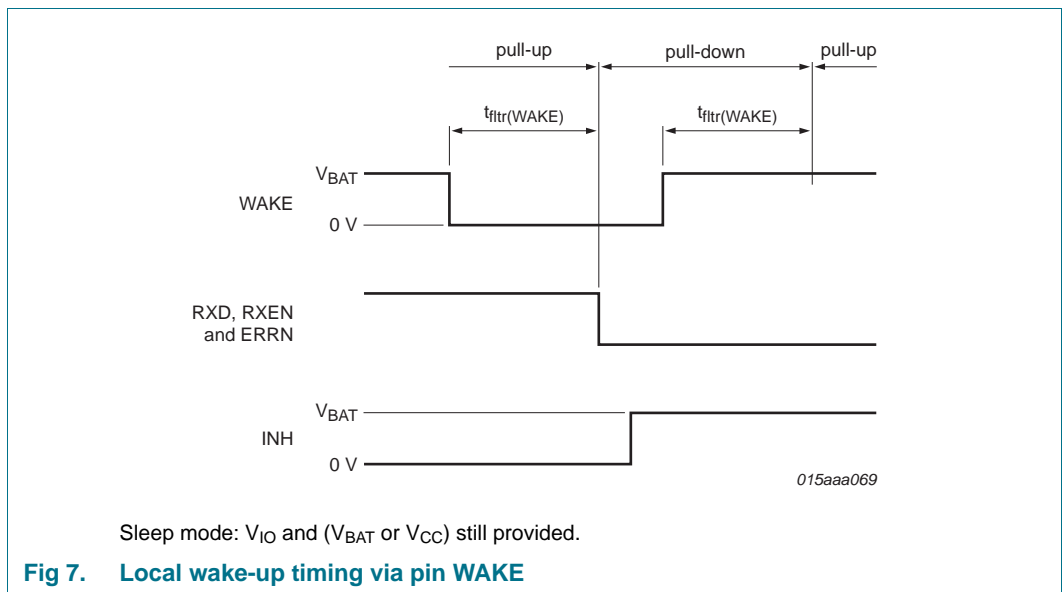 pull-up pull-down pull-up
tfltr(WAKE) tfltr(WAKE)
VBAT
WAKE
0 V
RXD, RXEN
and ERRN
VBAT
INH
0 V
015aaa069
Sleep mode: VIO and (VBAT or VCC) still provided.
Fig 7. Local wake-up timing via pin WAKE